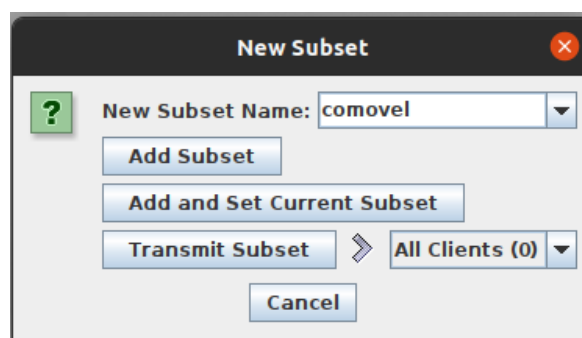 New Subset
? New Subset Name: comovel
Add Subset
Add and Set Current Subset
Transmit Subset All Clients (0)
Cancel